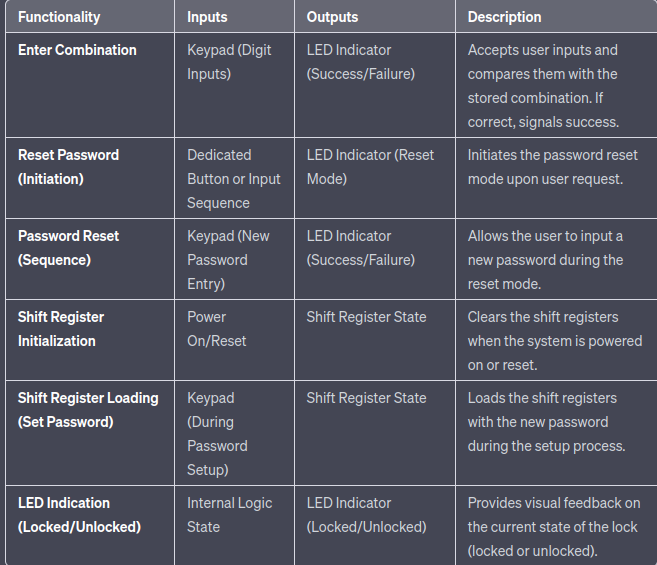 Functionality Inputs Outputs Description
Enter Combination Keypad (Digit LED Indicator Accepts user inputs and
Inputs) (Success/Failure) compares them with the
stored combination. If
correct, signals success.
Reset Password Dedicated LED Indicator (Reset Initiates the password reset
(Initiation) Button or Input Mode) mode upon user request.
Sequence
Password Reset Keypad (New LED Indicator Allows the user to input a
(Sequence) Password (Success/Failure) new password during the
Entry) reset mode.
Shift Register Power Shift Register State Clears the shift registers
Initialization On/Reset when the system is powered
on or reset.
Shift Register Loading Keypad Shift Register State Loads the shift registers
(Set Password) (During with the new password
Password during the setup process.
Setup)
LED Indication Internal Logic LED Indicator Provides visual feedback on
(Locked/Unlocked) State (Locked/Unlocked) the current state of the lock
(locked or unlocked).